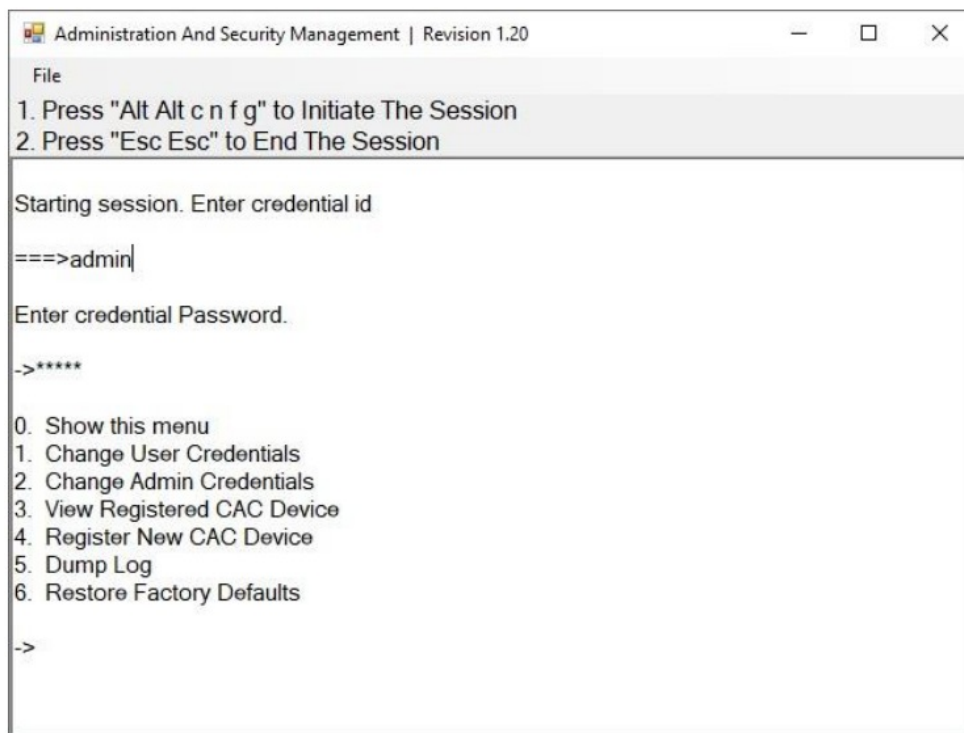 Administration And Security Management | Revision 1.20
File
1. Press "Alt Alt c n f g" to Initiate The Session
2. Press "Esc Esc" to End The Session
Starting session. Enter credential id
===>admin
Enter credential Password.
->*****
0. Show this menu
1. Change User Credentials
2. Change Admin Credentials
3. View Registered CAC Device
4. Register New CAC Device
5. Dump Log
6. Restore Factory Defaults
->